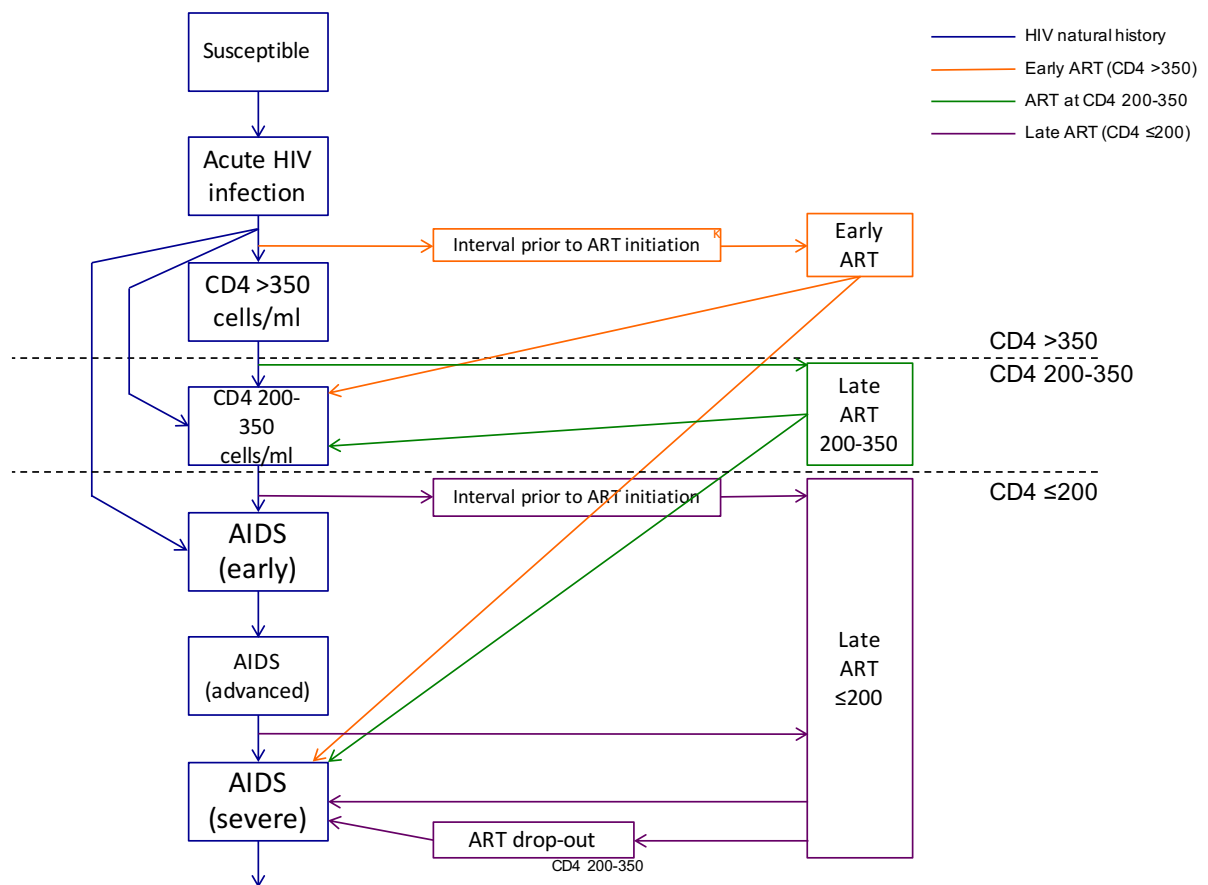 Susceptible
HIV natural history
Early ART (CD4 >350)
ART at CD4 200-350
Late ART (CD4 ≤200)
Acute HIV
infection
Interval prior to ART initiation
K
Early
ART
CD4 >350
cells/ml
CD4 >350
CD4 200-350
CD4 200-
350
cells/ml
Late
ART
200-350
CD4 ≤200
Interval prior to ART initiation
AIDS
(early)
AIDS
(advanced)
Late
ART
≤200
AIDS
(severe)
ART drop-out
CD4 200-350